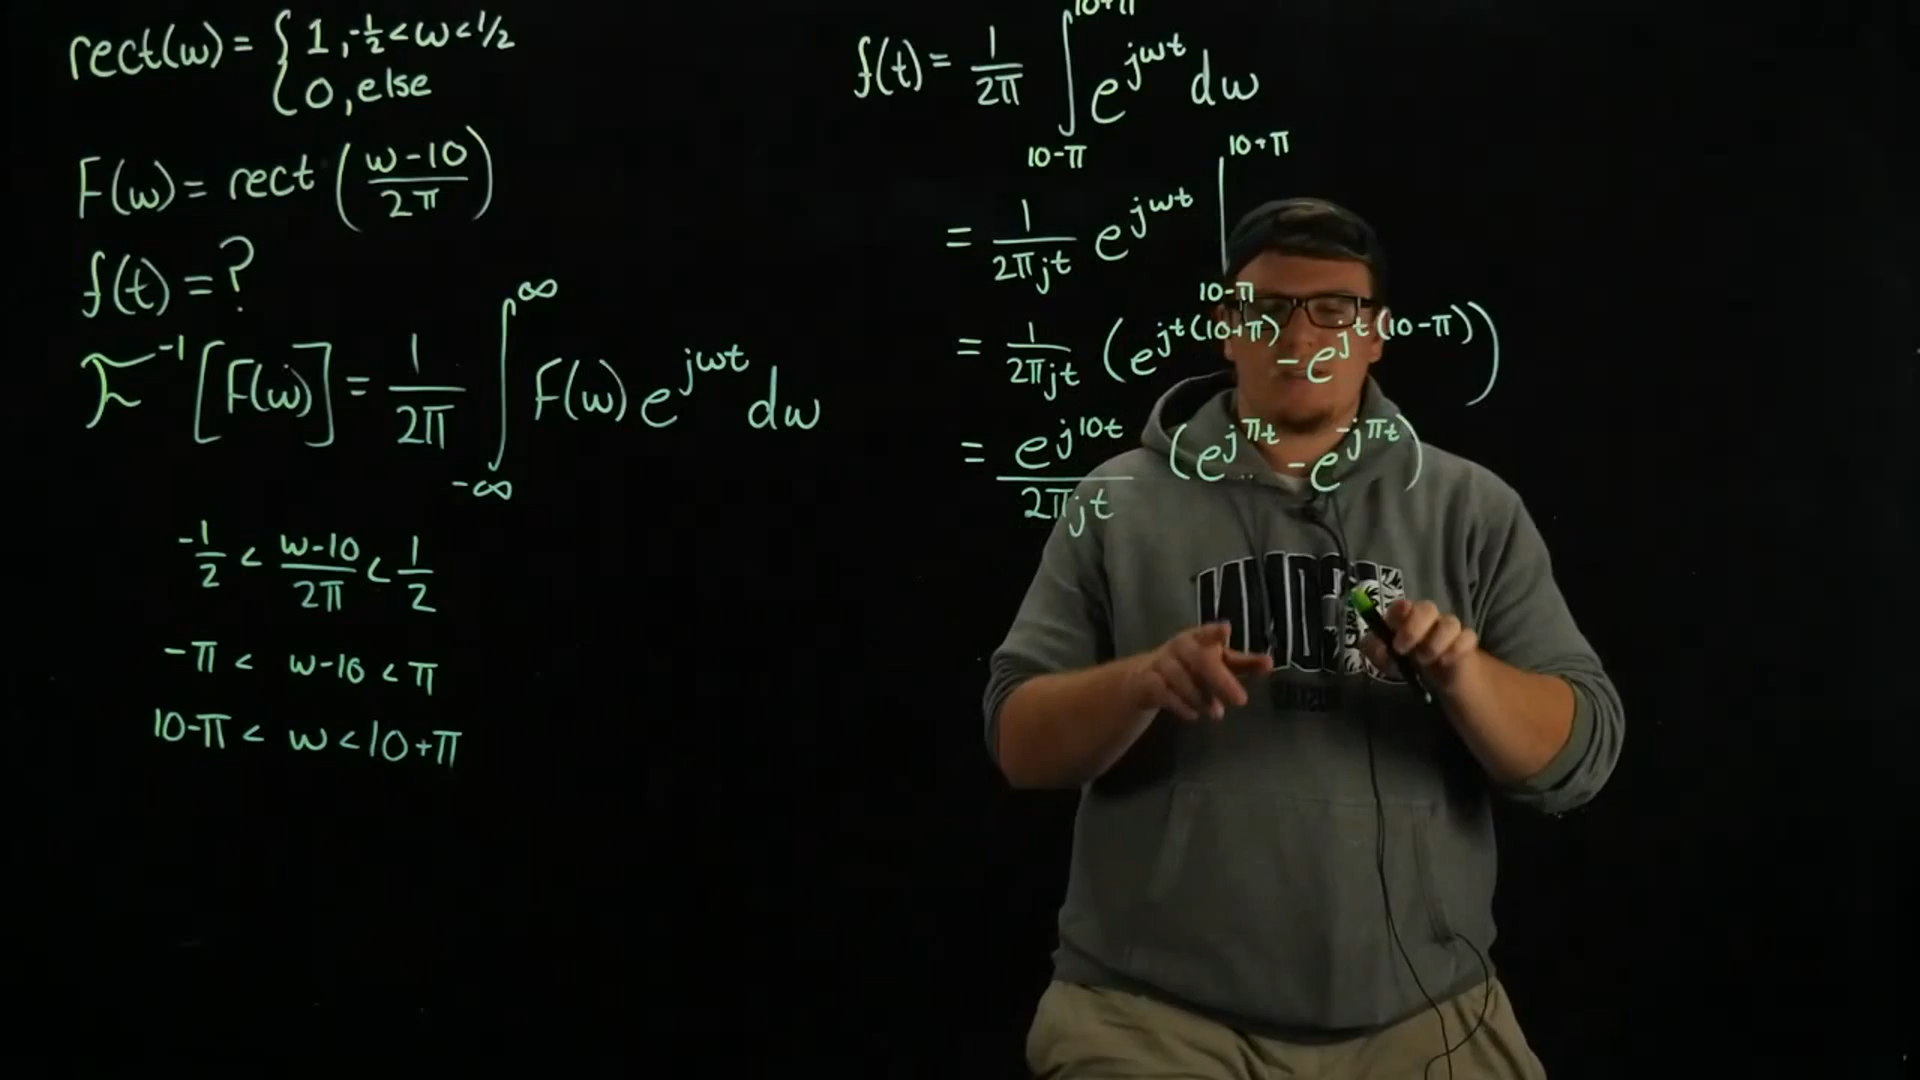 rect(w) = { 1, -1/2 < w < 1/2
0, else
F(w) = rect ( (w-10)/2π )
f(t) = ?
F⁻¹ [F(w)] = 1/2π ∫_{-∞}^{∞} F(w) e^{jwt} dw
-1/2 < (w-10)/2π < 1/2
-π < w-10 < π
10-π < w < 10+π
f(t) = 1/2π ∫_{10-π}^{10+π} e^{jwt} dw
= 1/(2πjt) e^{jwt} |_{10-π}^{10+π}
= 1/(2πjt) (e^{jt(10+π)} - e^{jt(10-π)})
= e^{j10t}/(2πjt) (e^{jπt} - e^{-jπt})